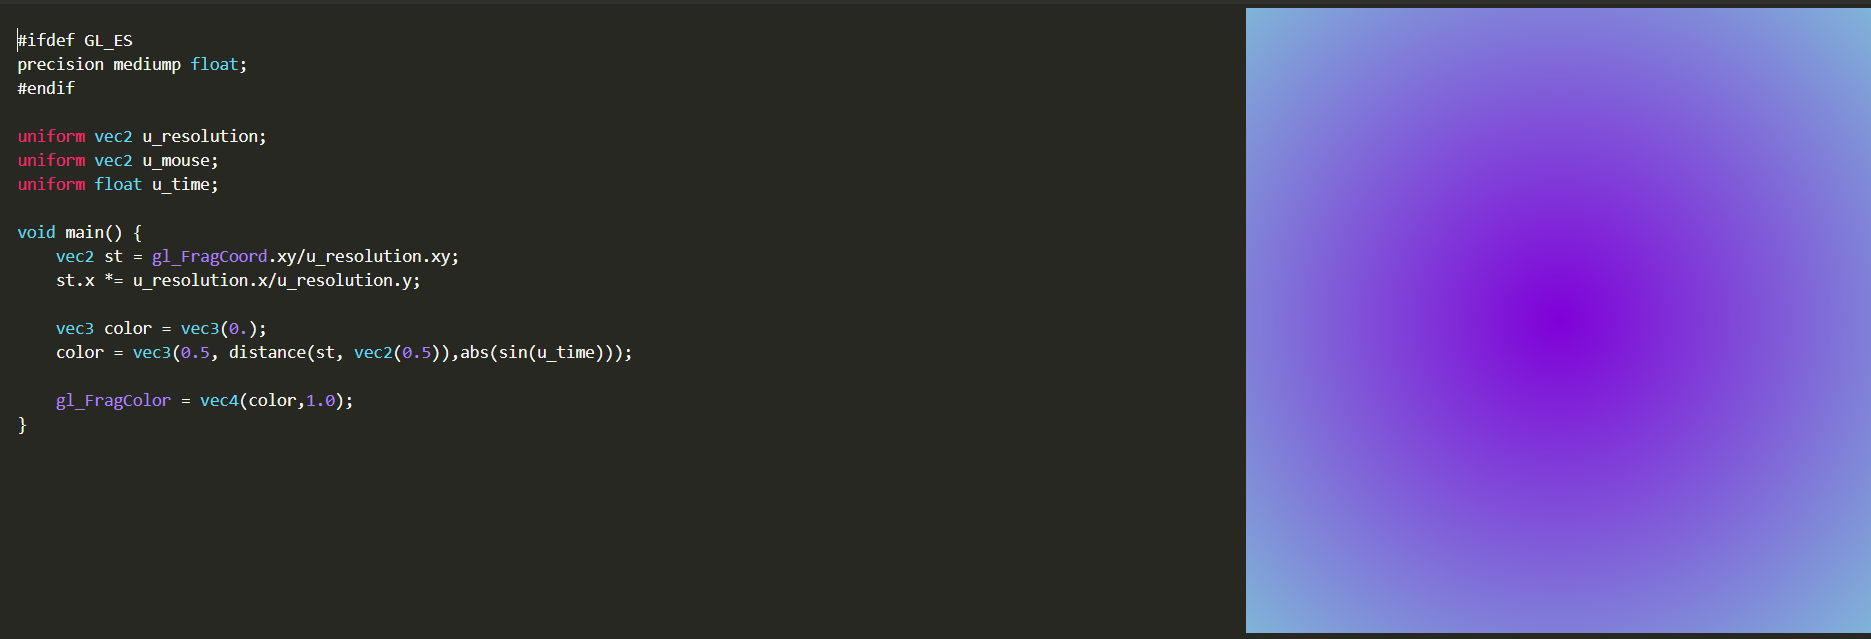 #ifdef GL_ES
precision mediump float;
#endif
uniform vec2 u_resolution;
uniform vec2 u_mouse;
uniform float u_time;
void main() {
    vec2 st = gl_FragCoord.xy/u_resolution.xy;
    st.x *= u_resolution.x/u_resolution.y;
    vec3 color = vec3(0.);
    color = vec3(0.5, distance(st, vec2(0.5)),abs(sin(u_time)));
    gl_FragColor = vec4(color,1.0);
}